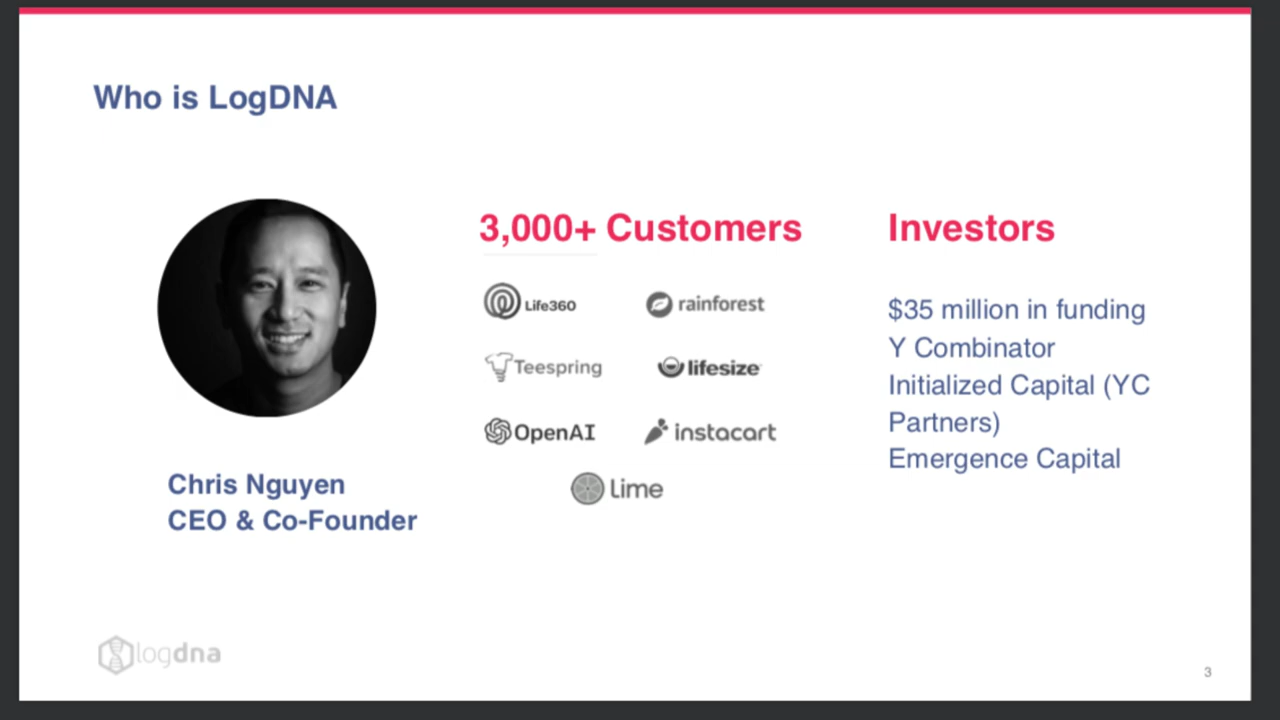 Who is LogDNA
Chris Nguyen
CEO & Co-Founder
3,000+ Customers
Life360
rainforest
Teespring
lifesize
OpenAI
instacart
Lime
Investors
$35 million in funding
Y Combinator
Initialized Capital (YC
Partners)
Emergence Capital
logdna
3